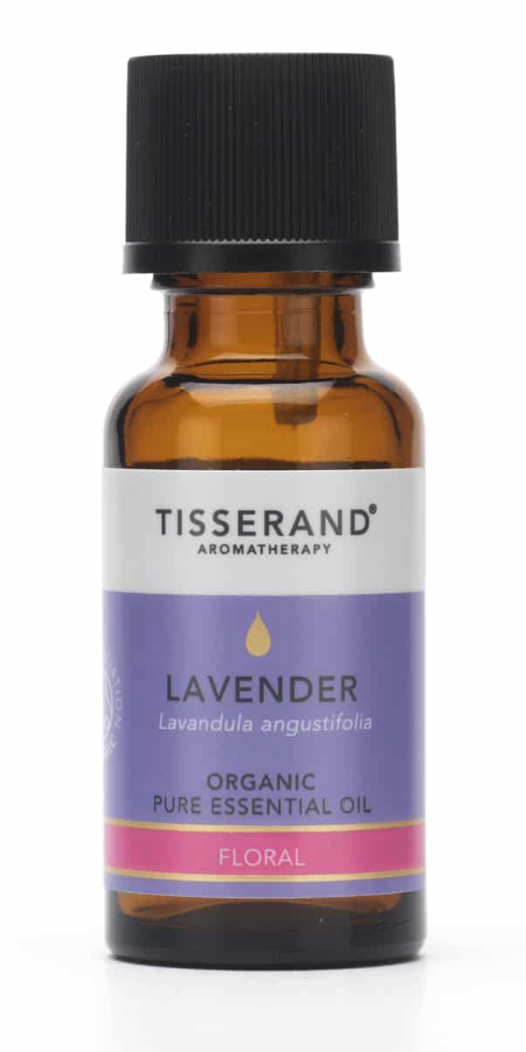 TISSERAND®
AROMATHERAPY
LAVENDER
Lavandula angustifolia
ORGANIC
PURE ESSENTIAL OIL
FLORAL